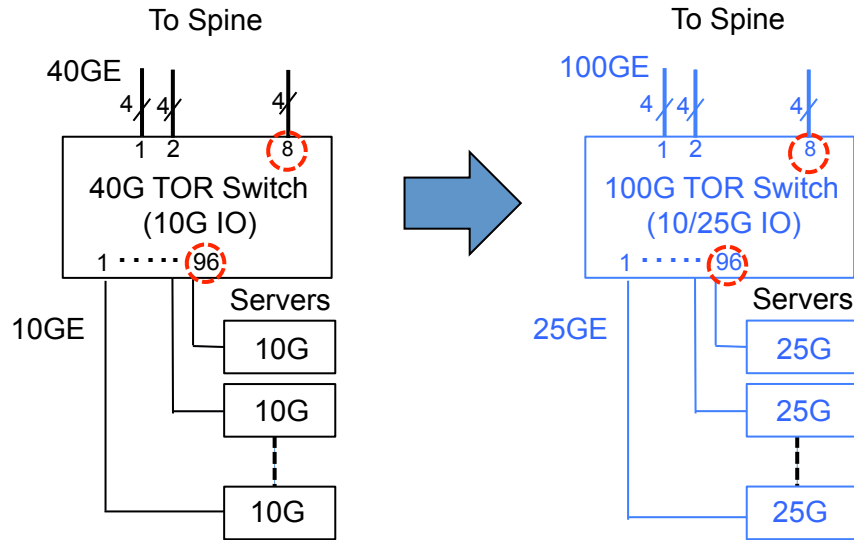 To Spine
40GE
4 4 4
1 2 8
40G TOR Switch
(10G IO)
1 ..... 96
Servers
10GE
10G
10G
10G
To Spine
100GE
4 4 4
1 2 8
100G TOR Switch
(10/25G IO)
1 ..... 96
Servers
25GE
25G
25G
25G